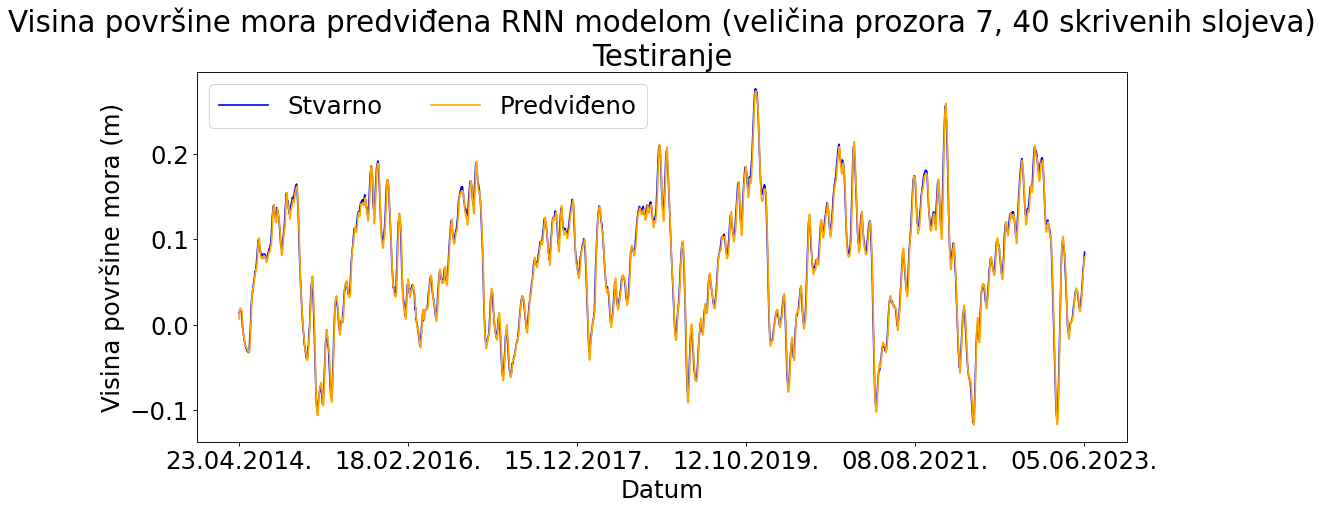 Visina površine mora predviđena RNN modelom (veličina prozora 7, 40 skrivenih slojeva)
Testiranje
Stvarno Predviđeno
Visina površine mora (m)
0.2
0.1
0.0
−0.1
23.04.2014. 18.02.2016. 15.12.2017. 12.10.2019. 08.08.2021. 05.06.2023.
Datum